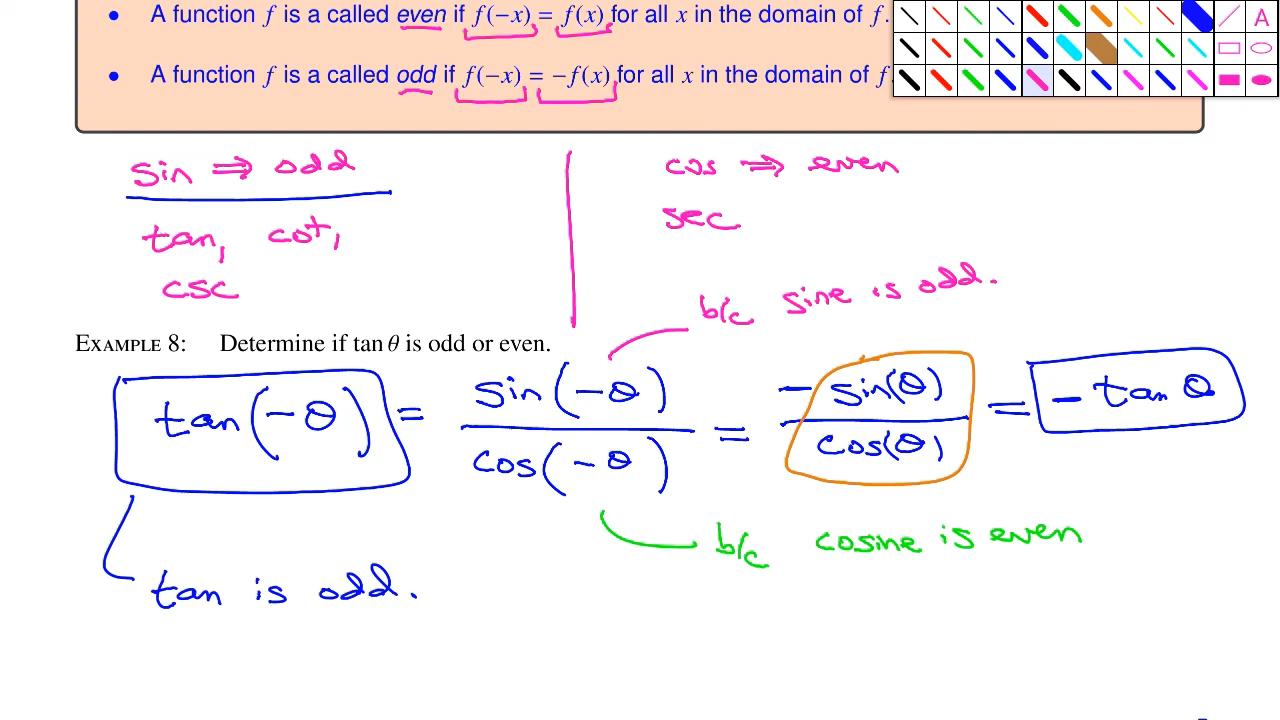 • A function f is a called even if f(−x) = f(x) for all x in the domain of f.
• A function f is a called odd if f(−x) = −f(x) for all x in the domain of f.
A
sin ⇒ odd
cos ⇒ even
tan, cot,
sec
csc
b/c sine is odd.
EXAMPLE 8: Determine if tan θ is odd or even.
tan(−θ) = sin(−θ) / cos(−θ) = −sin(θ) / cos(θ) = −tan θ
b/c cosine is even
tan is odd.